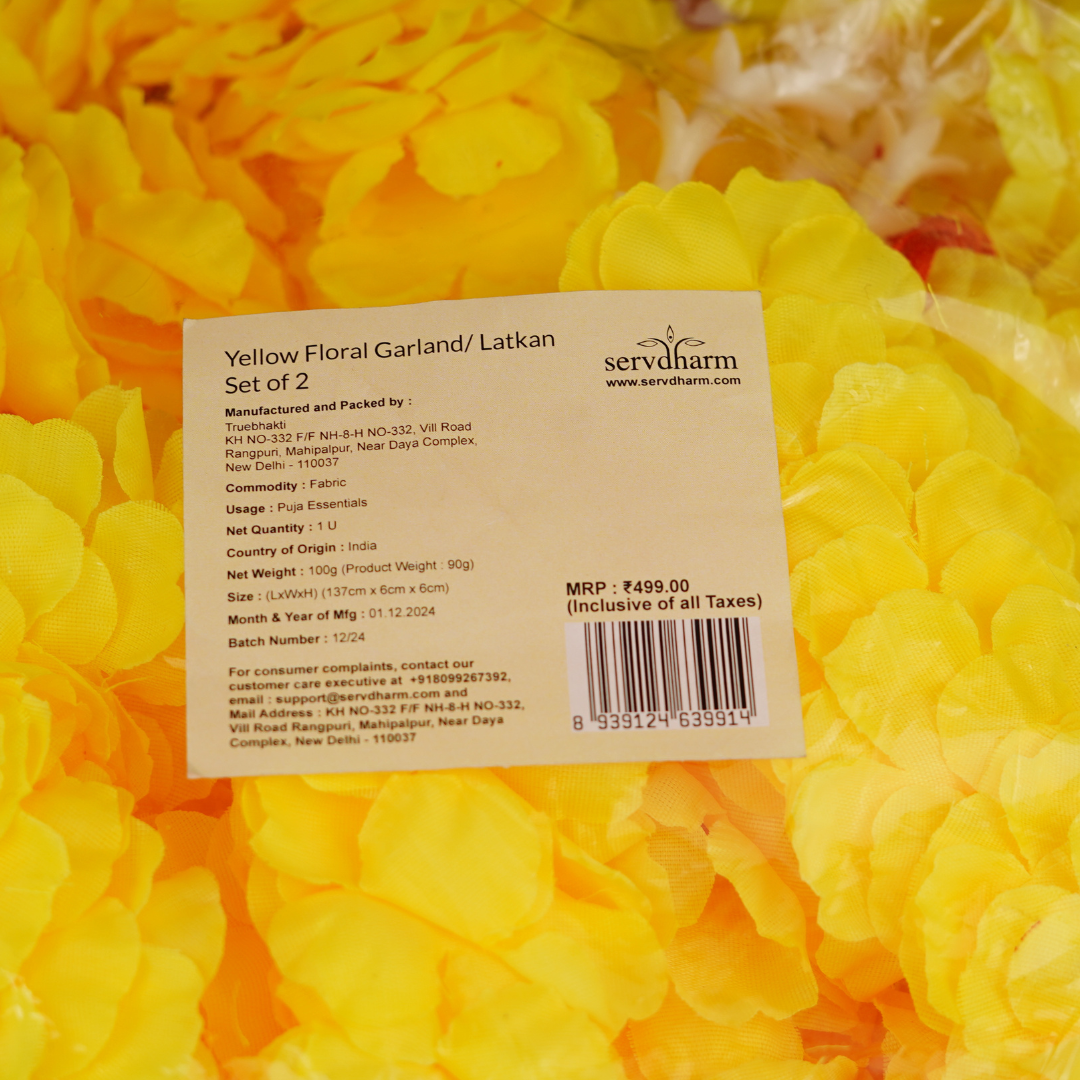 Yellow Floral Garland/ Latkan
Set of 2
servdharm
www.servdharm.com
Manufactured and Packed by :
Truebhakti
KH NO-332 F/F NH-8-H NO-332, Vill Road
Rangpuri, Mahipalpur, Near Daya Complex,
New Delhi - 110037
Commodity : Fabric
Usage : Puja Essentials
Net Quantity : 1 U
Country of Origin : India
Net Weight : 100g (Product Weight : 90g)
Size : (LxWxH) (137cm x 6cm x 6cm)
Month & Year of Mfg : 01.12.2024
Batch Number : 12/24
For consumer complaints, contact our
customer care executive at +918099267392,
email : support@servdharm.com and
Mail Address : KH NO-332 F/F NH-8-H NO-332,
Vill Road Rangpuri, Mahipalpur, Near Daya
Complex, New Delhi - 110037
MRP : ₹499.00
(Inclusive of all Taxes)
8 939124 639914